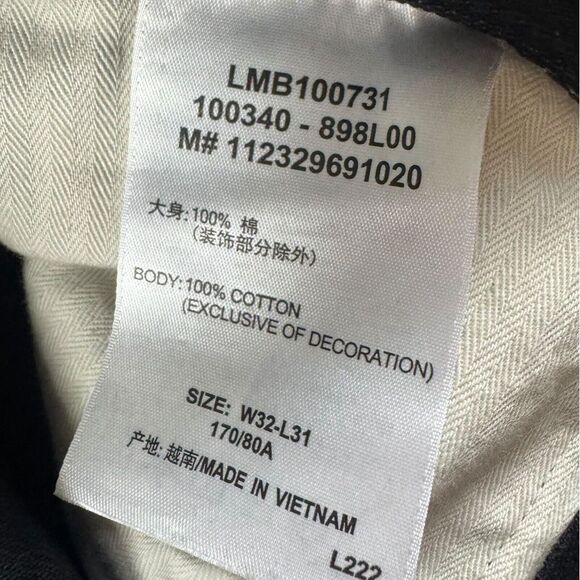 LMB100731
100340 - 898L00
M# 112329691020
大身: 100% 棉
(装饰部分除外)
BODY: 100% COTTON
(EXCLUSIVE OF DECORATION)
SIZE: W32-L31
170/80A
产地: 越南/MADE IN VIETNAM
L222